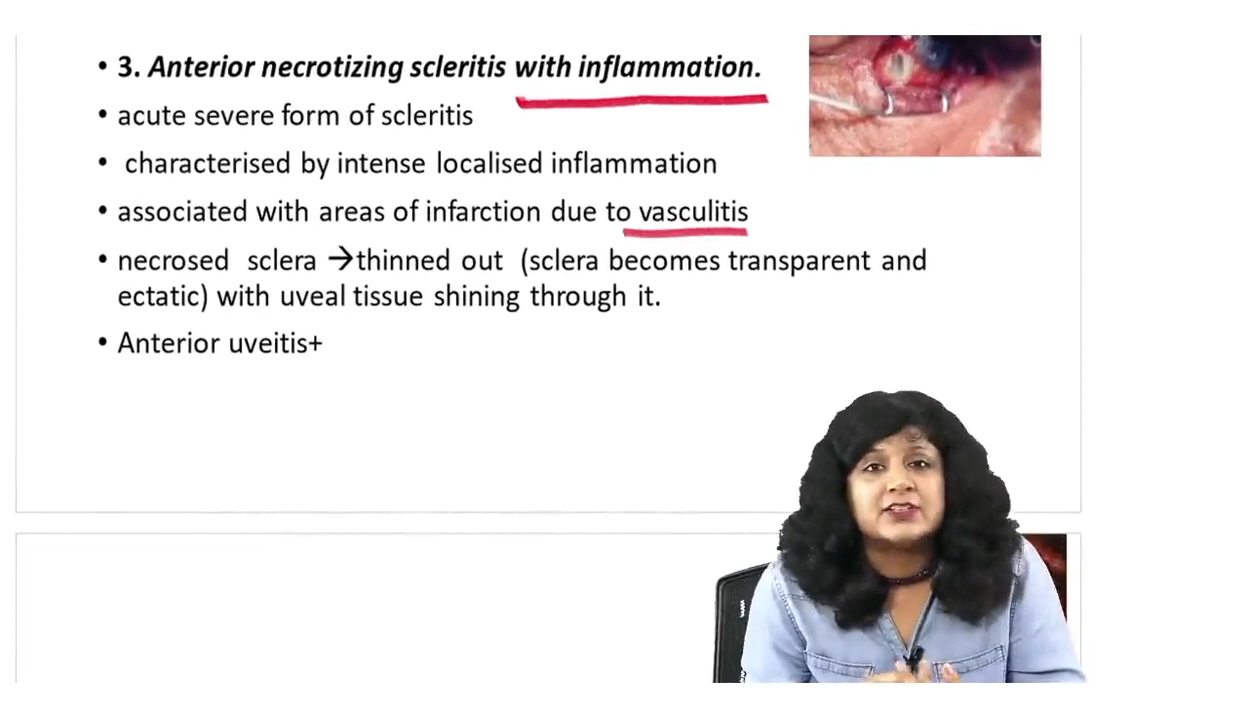 • 3. Anterior necrotizing scleritis with inflammation.
• acute severe form of scleritis
• characterised by intense localised inflammation
• associated with areas of infarction due to vasculitis
• necrosed sclera →thinned out (sclera becomes transparent and
ectatic) with uveal tissue shining through it.
• Anterior uveitis+